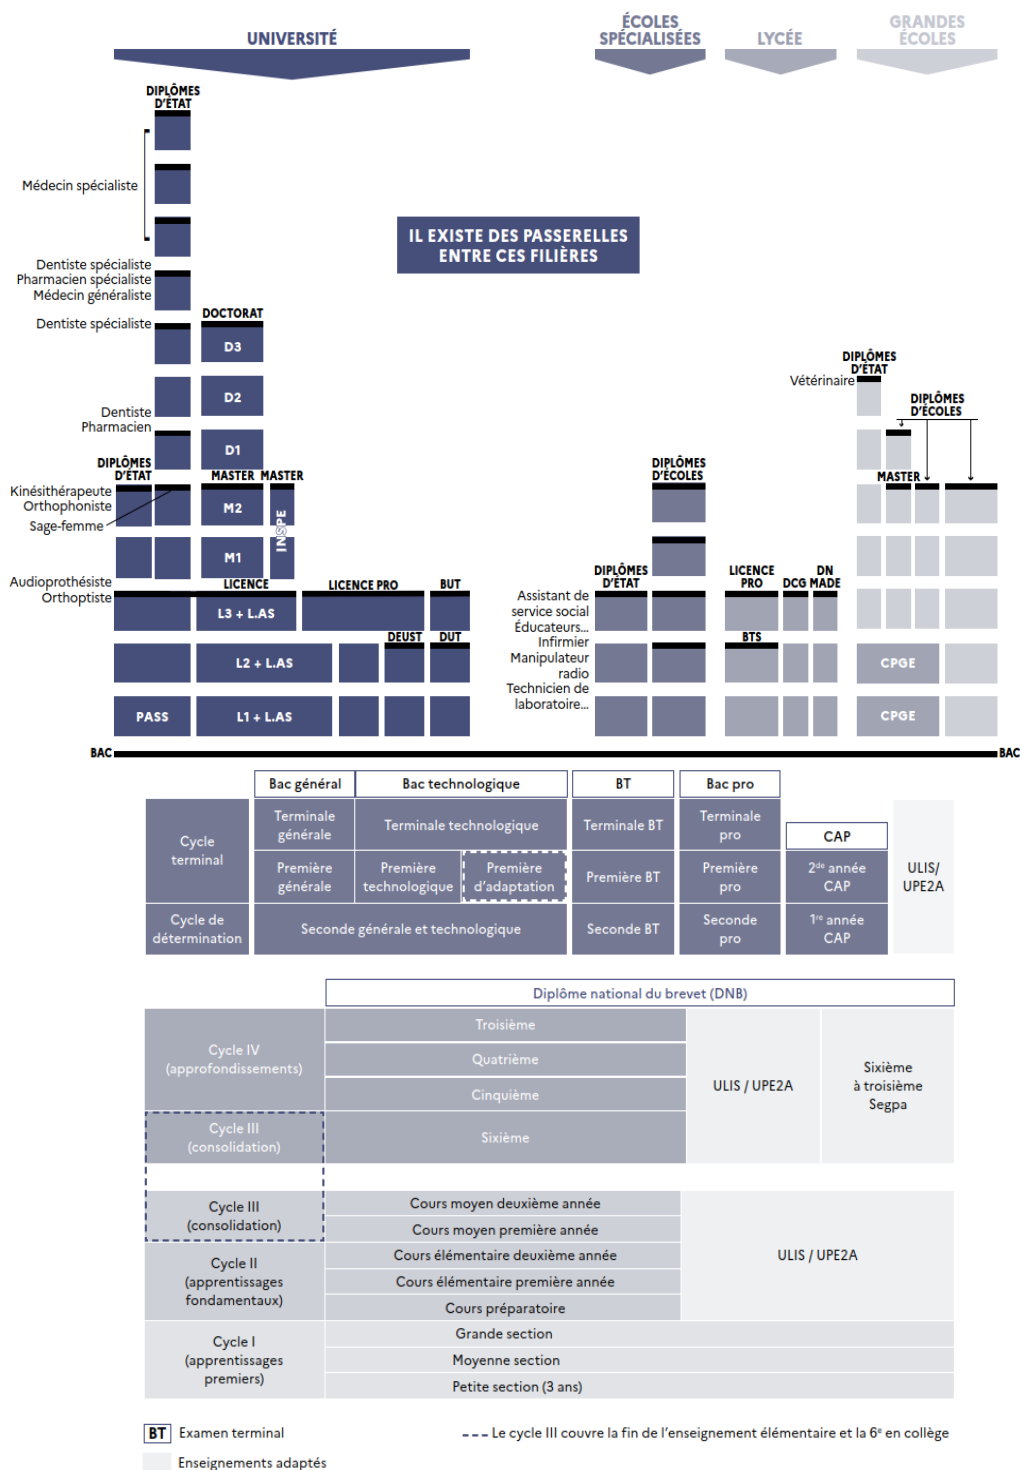 UNIVERSITÉ
ÉCOLES
SPÉCIALISÉES
LYCÉE
GRANDES
ÉCOLES
DIPLÔMES
D'ÉTAT
Médecin spécialiste
IL EXISTE DES PASSERELLES
ENTRE CES FILIÈRES
Dentiste spécialiste
Pharmacien spécialiste
Médecin généraliste
Dentiste spécialiste
DOCTORAT
D3
D2
D1
Dentiste
Pharmacien
DIPLÔMES
D'ÉTAT
MASTER
MASTER
Kinésithérapeute
Orthophoniste
Sage-femme
M2
M1
INSPE
Audioprothésiste
Orthoptiste
LICENCE
LICENCE PRO
BUT
L3 + L.AS
DEUST
DUT
L2 + L.AS
PASS
L1 + L.AS
DIPLÔMES
D'ÉCOLES
DIPLÔMES
D'ÉTAT
Assistant de
service social
Éducateurs...
Infirmier
Manipulateur
radio
Technicien de
laboratoire...
LICENCE
PRO
DCG
DN
MADE
BTS
DIPLÔMES
D'ÉTAT
Vétérinaire
DIPLÔMES
D'ÉCOLES
MASTER
CPGE
CPGE
BAC
BAC
Bac général
Bac technologique
BT
Bac pro
Cycle
terminal
Terminale
générale
Terminale technologique
Terminale BT
Terminale
pro
CAP
Première
générale
Première
technologique
Première
d'adaptation
Première BT
Première
pro
2de année
CAP
ULIS/
UPE2A
Cycle de
détermination
Seconde générale et technologique
Seconde BT
Seconde
pro
1re année
CAP
Diplôme national du brevet (DNB)
Cycle IV
(approfondissements)
Troisième
Quatrième
Cinquième
ULIS / UPE2A
Sixième
à troisième
Segpa
Cycle III
(consolidation)
Sixième
Cycle III
(consolidation)
Cours moyen deuxième année
Cours moyen première année
ULIS / UPE2A
Cycle II
(apprentissages
fondamentaux)
Cours élémentaire deuxième année
Cours élémentaire première année
Cours préparatoire
Cycle I
(apprentissages
premiers)
Grande section
Moyenne section
Petite section (3 ans)
BT Examen terminal
Le cycle III couvre la fin de l'enseignement élémentaire et la 6e en collège
Enseignements adaptés